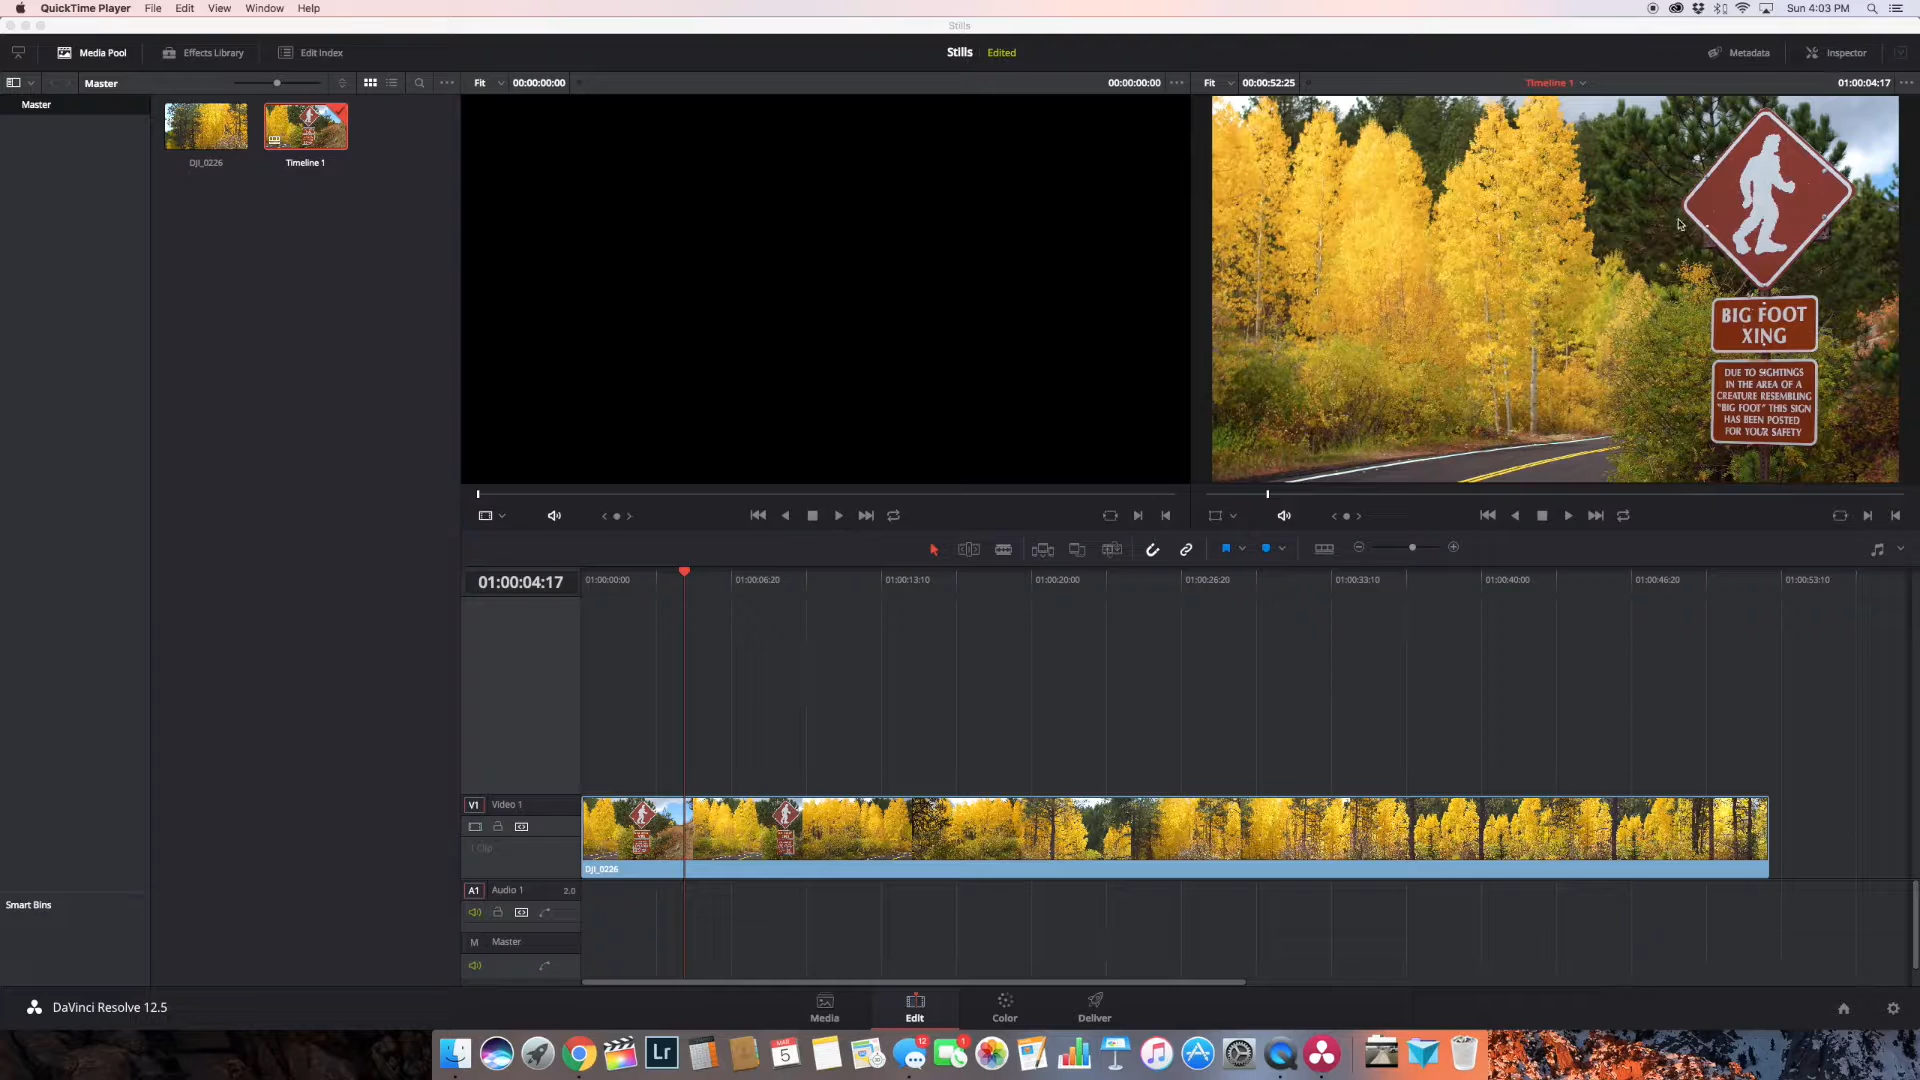 QuickTime Player File Edit View Window Help
Sun 4:03 PM
Stills
Media Pool Effects Library Edit Index
Stills Edited
Metadata Inspector
Master
Fit 00:00:00:00
00:00:00:00
Fit 00:00:52:25
Timeline 1
01:00:04:17
Master
DJI_0226
Timeline 1
BIG FOOT
XING
DUE TO SIGHTINGS
IN THE AREA OF A
CREATURE RESEMBLING
"BIG FOOT" THIS SIGN
HAS BEEN POSTED
FOR YOUR SAFETY
01:00:04:17
01:00:00:00 01:00:06:20 01:00:13:10 01:00:20:00 01:00:26:20 01:00:33:10 01:00:40:00 01:00:46:20 01:00:53:10
V1 Video 1
1 Clip
DJI_0226
A1 Audio 1 2.0
M Master
Smart Bins
DaVinci Resolve 12.5
Media Edit Color Deliver
Lr
MAR
5
12
1